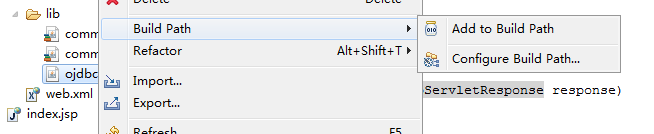 Delete Delete
lib
comm
Build Path
Add to Build Path
comm
Refactor Alt+Shift+T
Configure Build Path...
ojdbc
Import...
web.xml
ServletResponse response)
Export...
index.jsp
Refresh F5